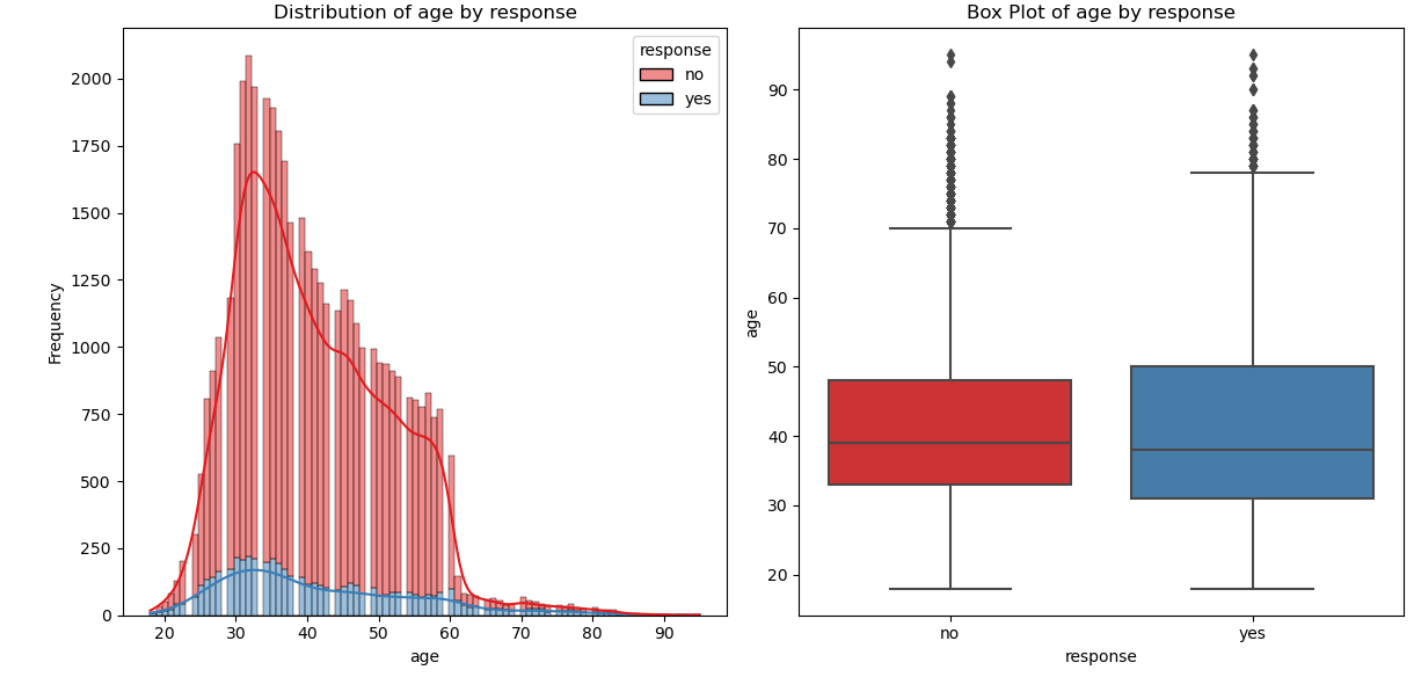 Distribution of age by response
response
no
yes
Frequency
2000
1750
1500
1250
1000
750
500
250
0
20 30 40 50 60 70 80 90
age
Box Plot of age by response
age
90
80
70
60
50
40
30
20
no yes
response